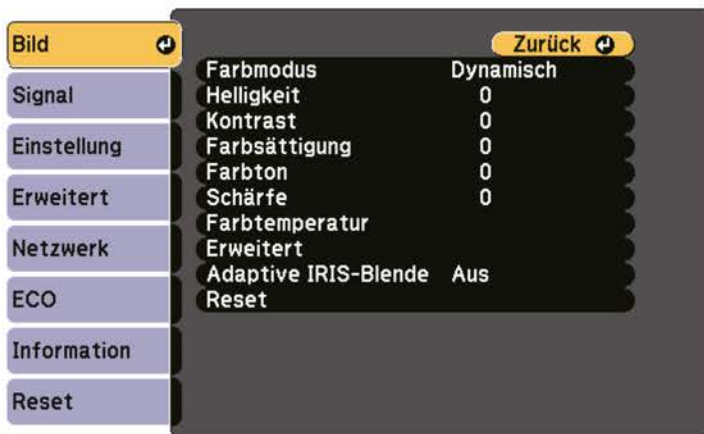 Bild
Signal
Einstellung
Erweitert
Netzwerk
ECO
Information
Reset
Zurück
Farbmodus Dynamisch
Helligkeit 0
Kontrast 0
Farbsättigung 0
Farbton 0
Schärfe 0
Farbtemperatur
Erweitert
Adaptive IRIS-Blende Aus
Reset